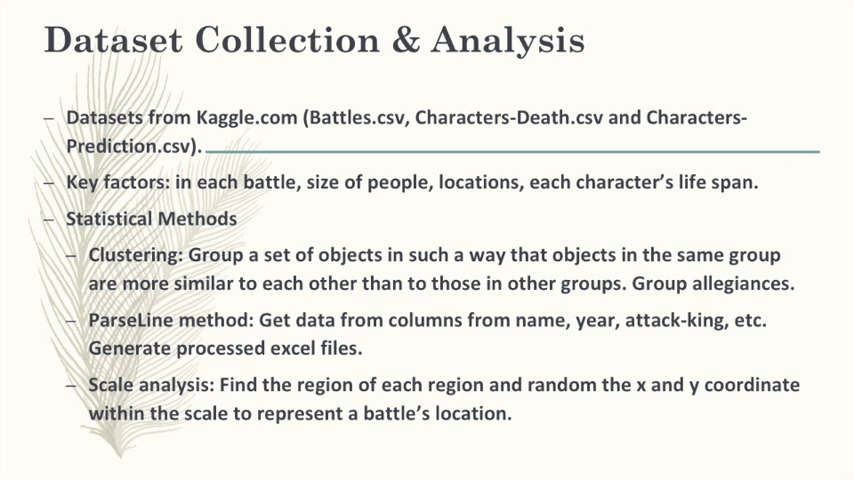 Dataset Collection & Analysis
– Datasets from Kaggle.com (Battles.csv, Characters-Death.csv and Characters-
Prediction.csv).
– Key factors: in each battle, size of people, locations, each character’s life span.
– Statistical Methods
– Clustering: Group a set of objects in such a way that objects in the same group
are more similar to each other than to those in other groups. Group allegiances.
– ParseLine method: Get data from columns from name, year, attack-king, etc.
Generate processed excel files.
– Scale analysis: Find the region of each region and random the x and y coordinate
within the scale to represent a battle’s location.